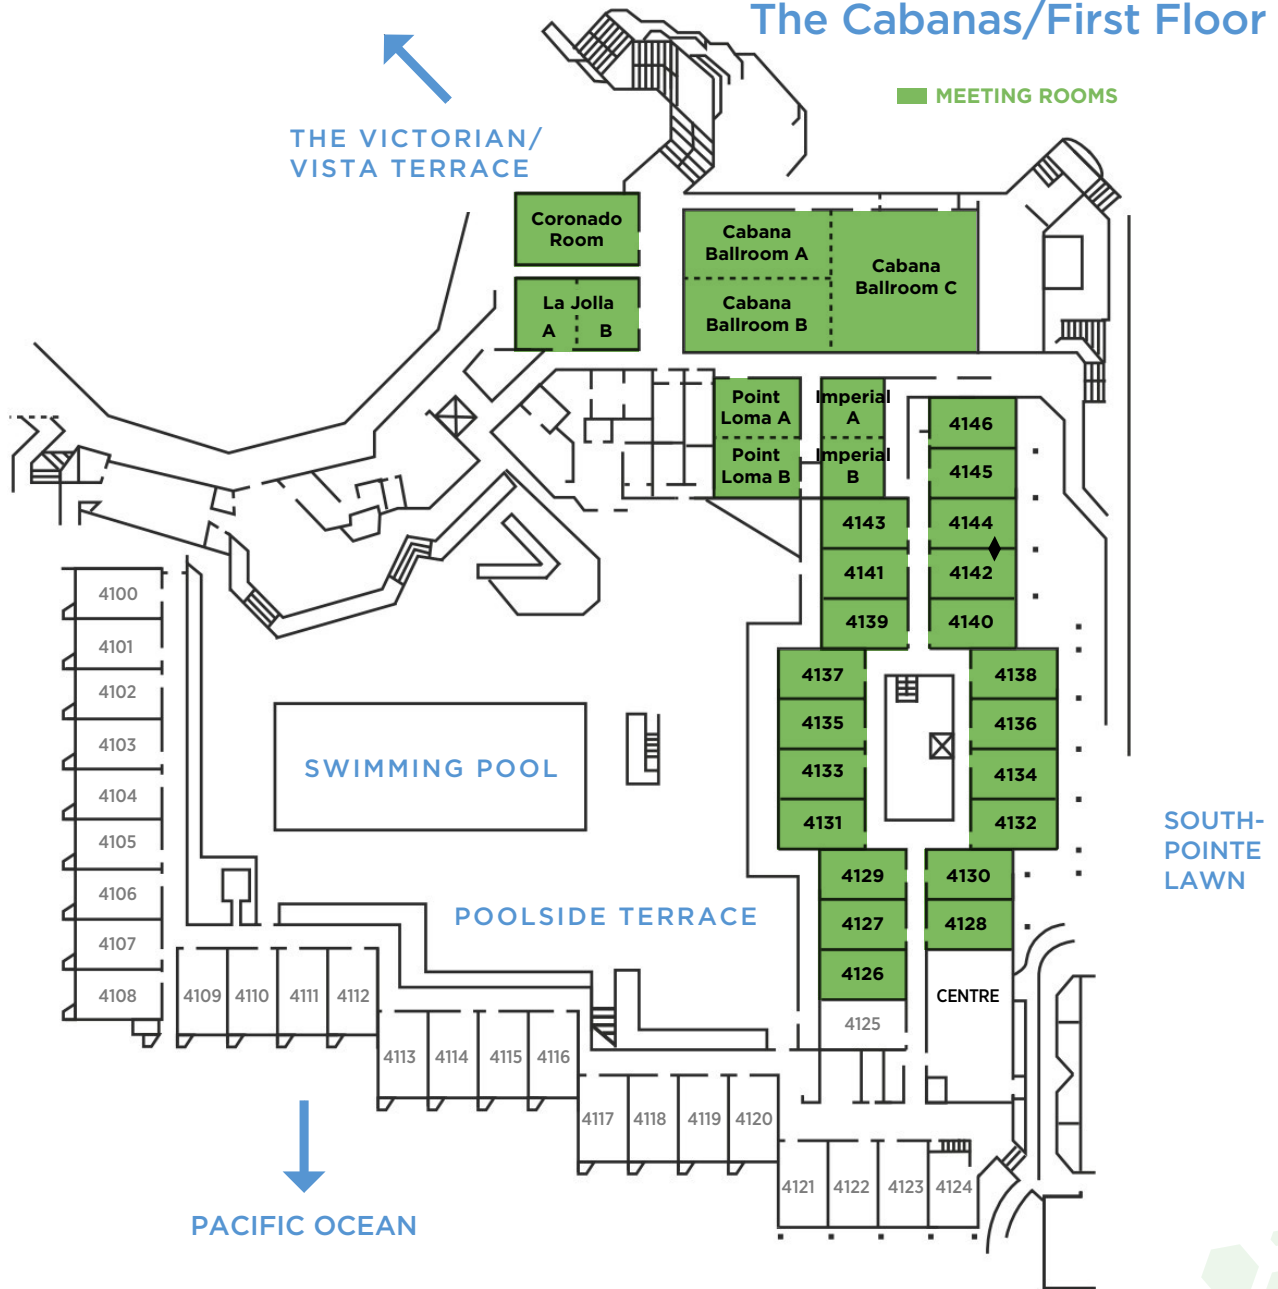 The Cabanas/First Floor
MEETING ROOMS
THE VICTORIAN/
VISTA TERRACE
Coronado
Room
La Jolla
A B
Cabana
Ballroom A
Cabana
Ballroom B
Cabana
Ballroom C
Point
Loma A
Point
Loma B
Imperial
A
Imperial
B
4146
4145
4144
4142
4140
4143
4141
4139
4137
4135
4133
4131
4138
4136
4134
4132
4129
4127
4126
4125
4130
4128
CENTRE
SOUTH-
POINTE
LAWN
SWIMMING POOL
POOLSIDE TERRACE
4100
4101
4102
4103
4104
4105
4106
4107
4108
4109 4110 4111 4112
4113 4114 4115 4116
4117 4118 4119 4120
4121 4122 4123 4124
PACIFIC OCEAN